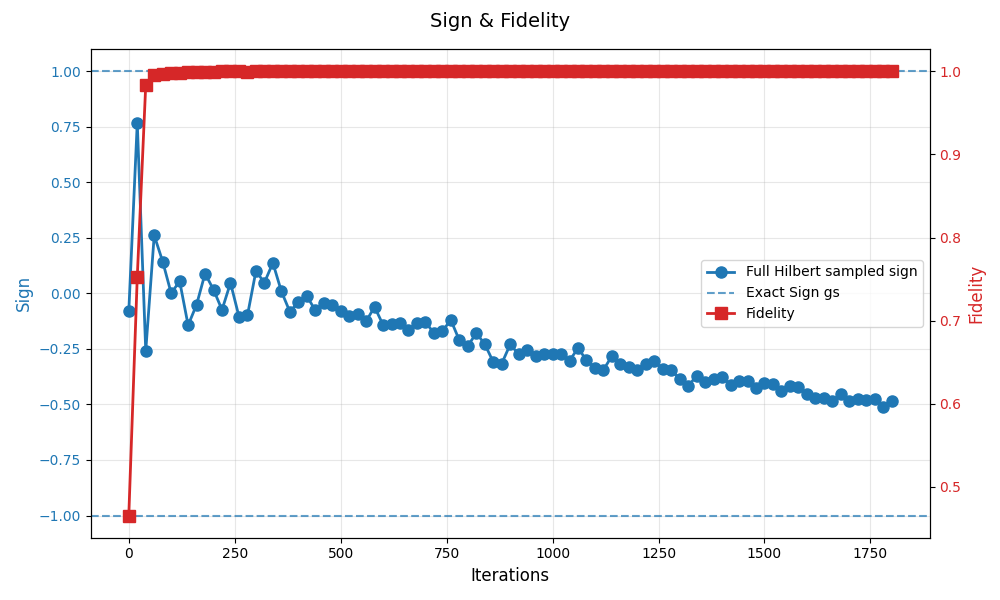 Sign & Fidelity
1.00
0.75
0.50
0.25
0.00
−0.25
−0.50
−0.75
−1.00
Sign
1.0
0.9
0.8
0.7
0.6
0.5
Fidelity
Full Hilbert sampled sign
Exact Sign gs
Fidelity
0 250 500 750 1000 1250 1500 1750
Iterations